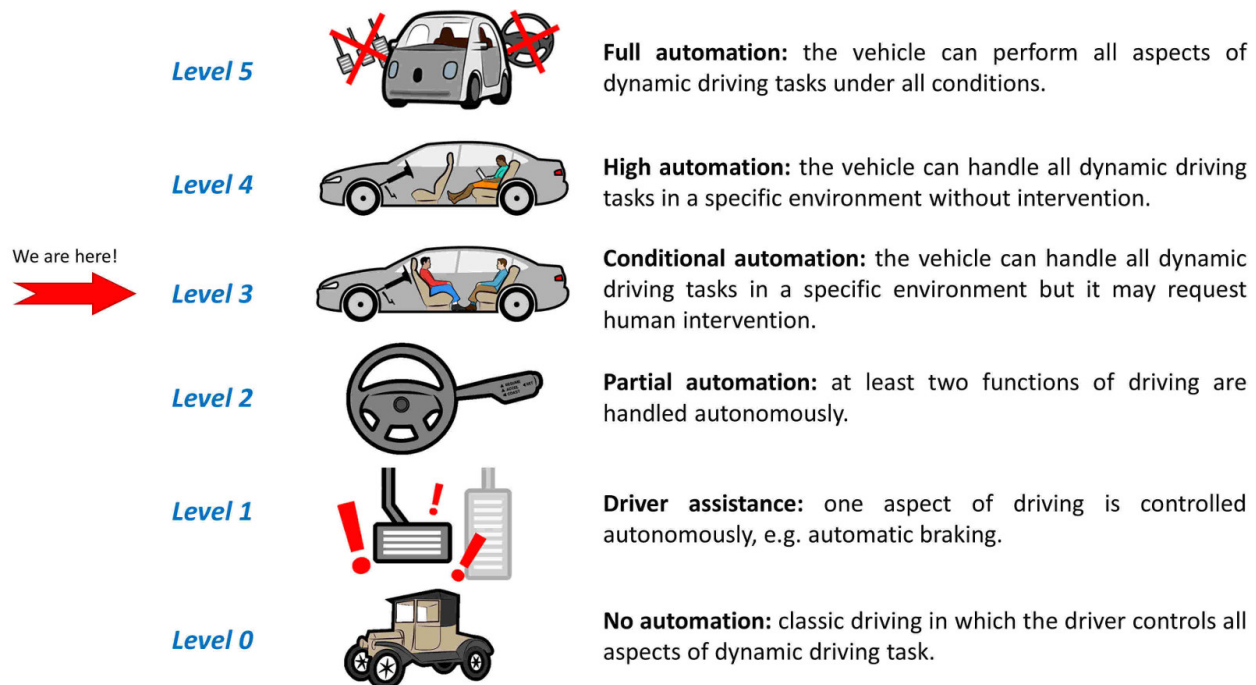 Level 5
Full automation: the vehicle can perform all aspects of
dynamic driving tasks under all conditions.
Level 4
High automation: the vehicle can handle all dynamic driving
tasks in a specific environment without intervention.
We are here!
Level 3
Conditional automation: the vehicle can handle all dynamic
driving tasks in a specific environment but it may request
human intervention.
Level 2
Partial automation: at least two functions of driving are
handled autonomously.
Level 1
Driver assistance: one aspect of driving is controlled
autonomously, e.g. automatic braking.
Level 0
No automation: classic driving in which the driver controls all
aspects of dynamic driving task.